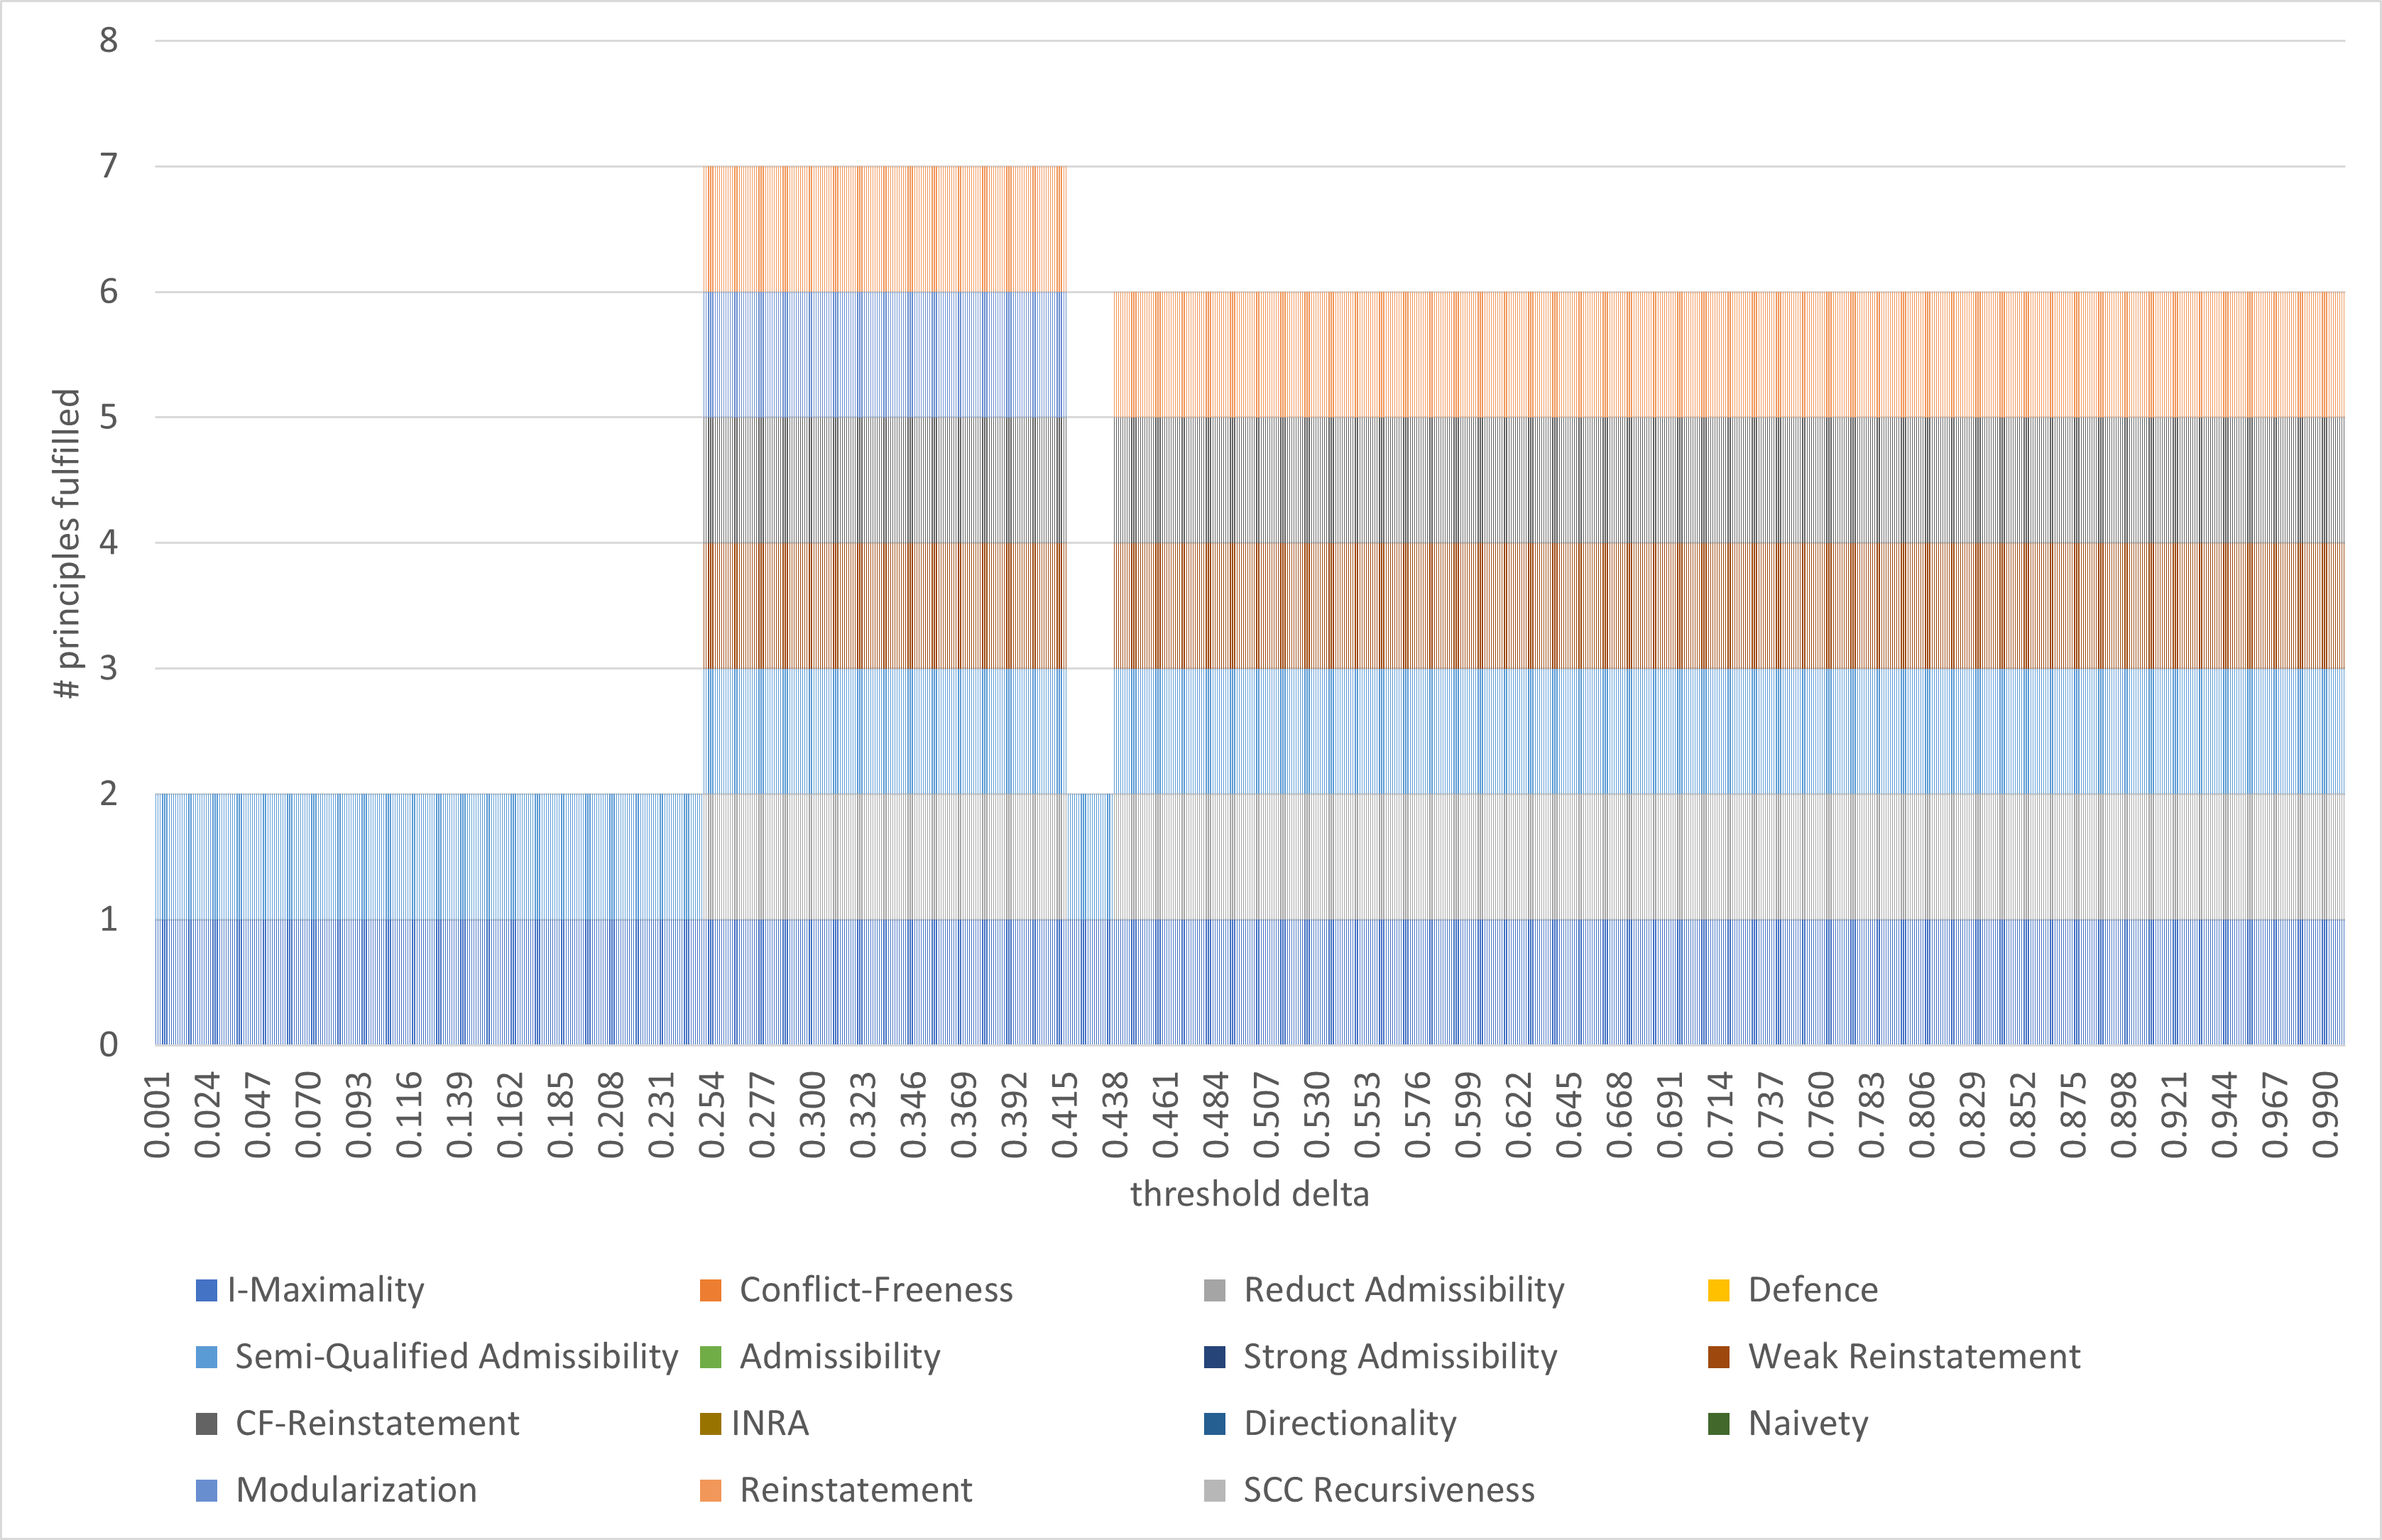 8
7
6
5
4
3
2
1
0
# principles fulfilled
0.001 0.024 0.047 0.070 0.093 0.116 0.139 0.162 0.185 0.208 0.231 0.254 0.277 0.300 0.323 0.346 0.369 0.392 0.415 0.438 0.461 0.484 0.507 0.530 0.553 0.576 0.599 0.622 0.645 0.668 0.691 0.714 0.737 0.760 0.783 0.806 0.829 0.852 0.875 0.898 0.921 0.944 0.967 0.990
threshold delta
I-Maximality Conflict-Freeness Reduct Admissibility Defence
Semi-Qualified Admissibility Admissibility Strong Admissibility Weak Reinstatement
CF-Reinstatement INRA Directionality Naivety
Modularization Reinstatement SCC Recursiveness